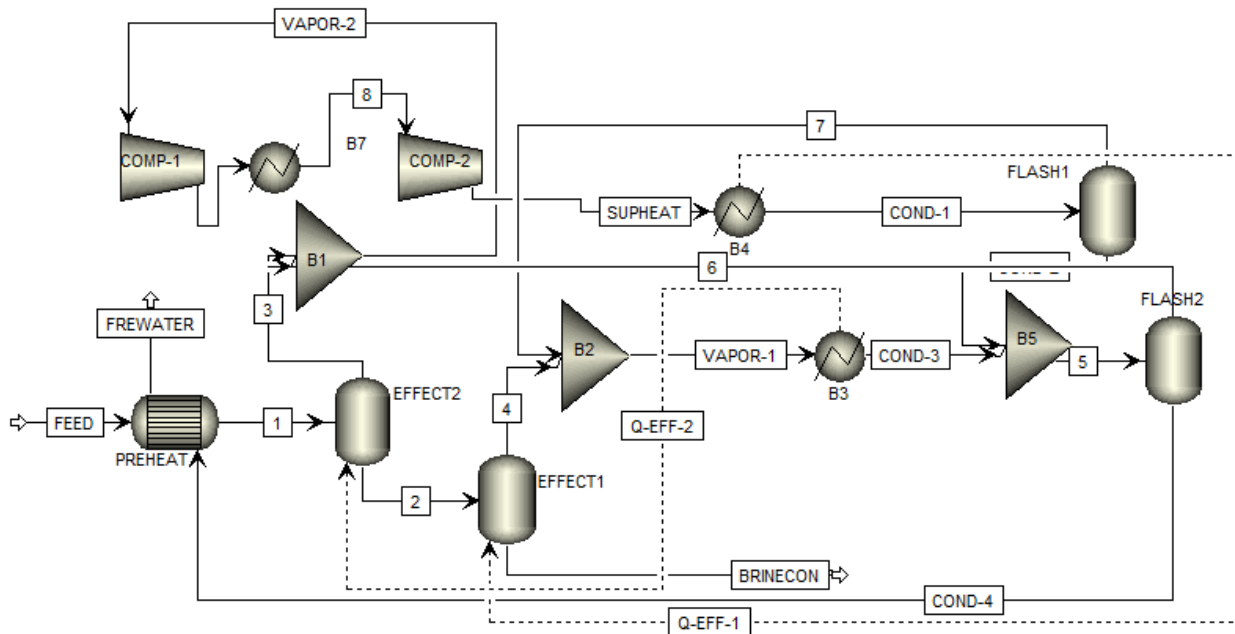 VAPOR-2
8
7
COMP-1
B7
COMP-2
FLASH1
SUPHEAT
COND-1
B4
B1
6
FLASH2
3
FREWATER
B2
VAPOR-1
COND-3
B5
5
B3
EFFECT2
4
Q-EFF-2
FEED
1
PREHEAT
2
EFFECT1
BRINECON
COND-4
Q-EFF-1